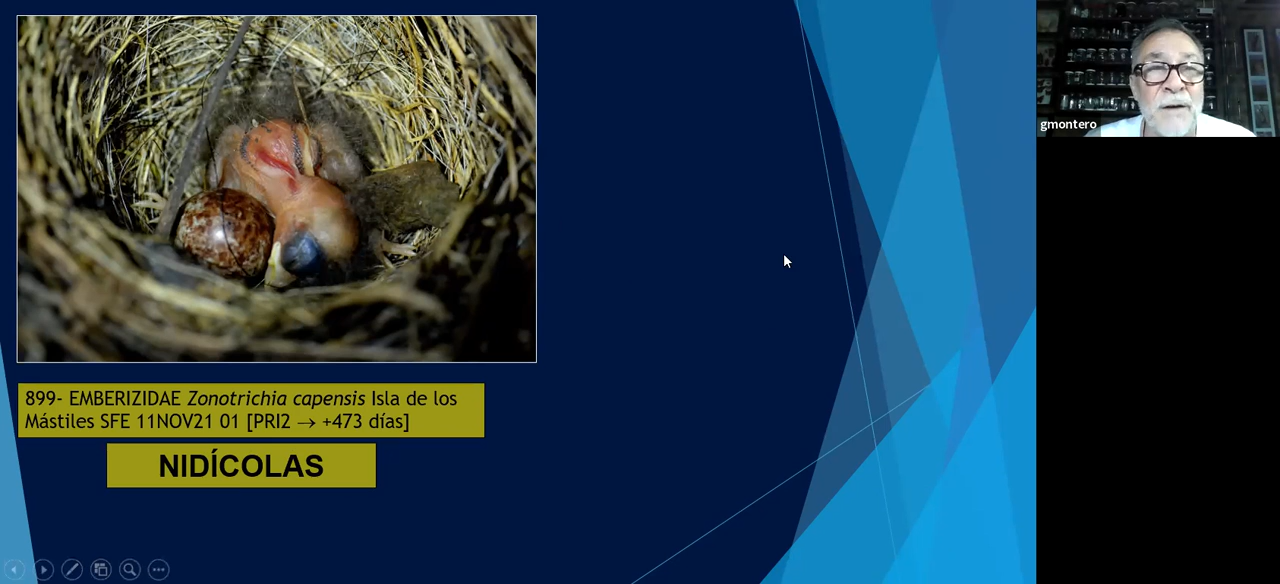 899- EMBERIZIDAE Zonotrichia capensis Isla de los
Mástiles SFE 11NOV21 01 [PRI2 → +473 días]
NIDÍCOLAS
gmontero